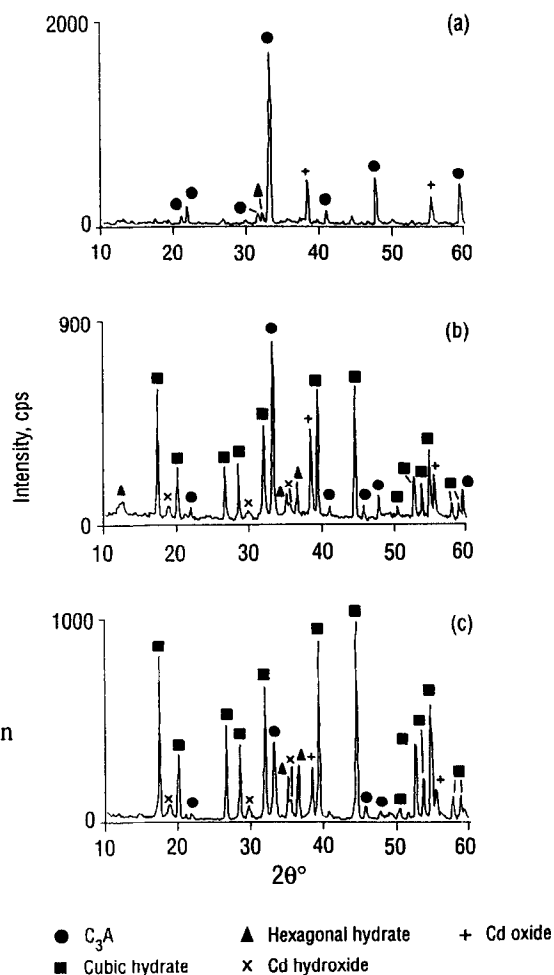 2000
(a)
0
10 20 30 40 50 60
900
(b)
Intensity, cps
0
10 20 30 40 50 60
1000
(c)
n
0
10 20 30 40 50 60
2θ°
C₃A
Hexagonal hydrate
+ Cd oxide
Cubic hydrate
x Cd hydroxide